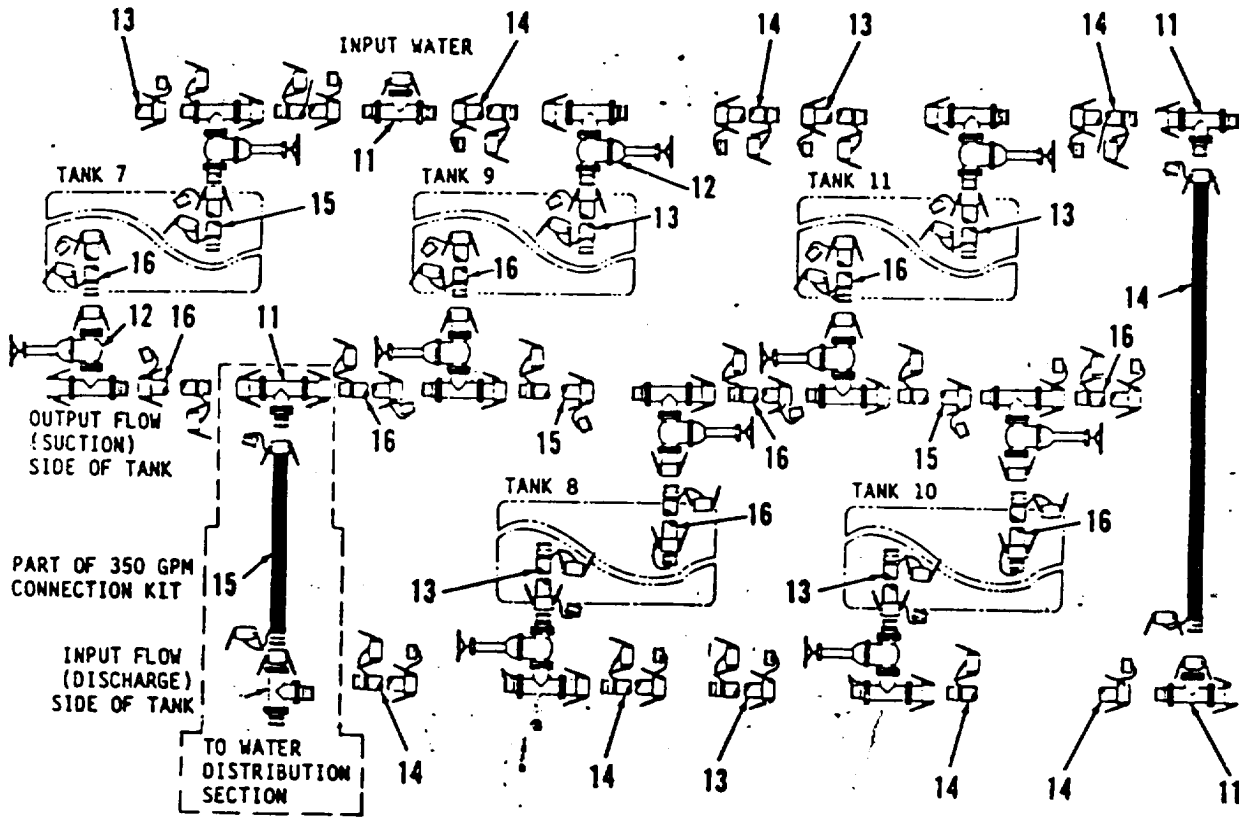 13
14
14
13
14
11
INPUT WATER
11
TANK 7
TANK 9
12
TANK 11
15
13
13
16
16
16
14
12
16
11
16
OUTPUT FLOW
(SUCTION)
SIDE OF TANK
16
15
16
15
TANK 8
TANK 10
16
16
PART OF 350 GPM
CONNECTION KIT
15
13
13
INPUT FLOW
(DISCHARGE)
SIDE OF TANK
TO WATER
DISTRIBUTION
SECTION
14
14
13
14
14
11